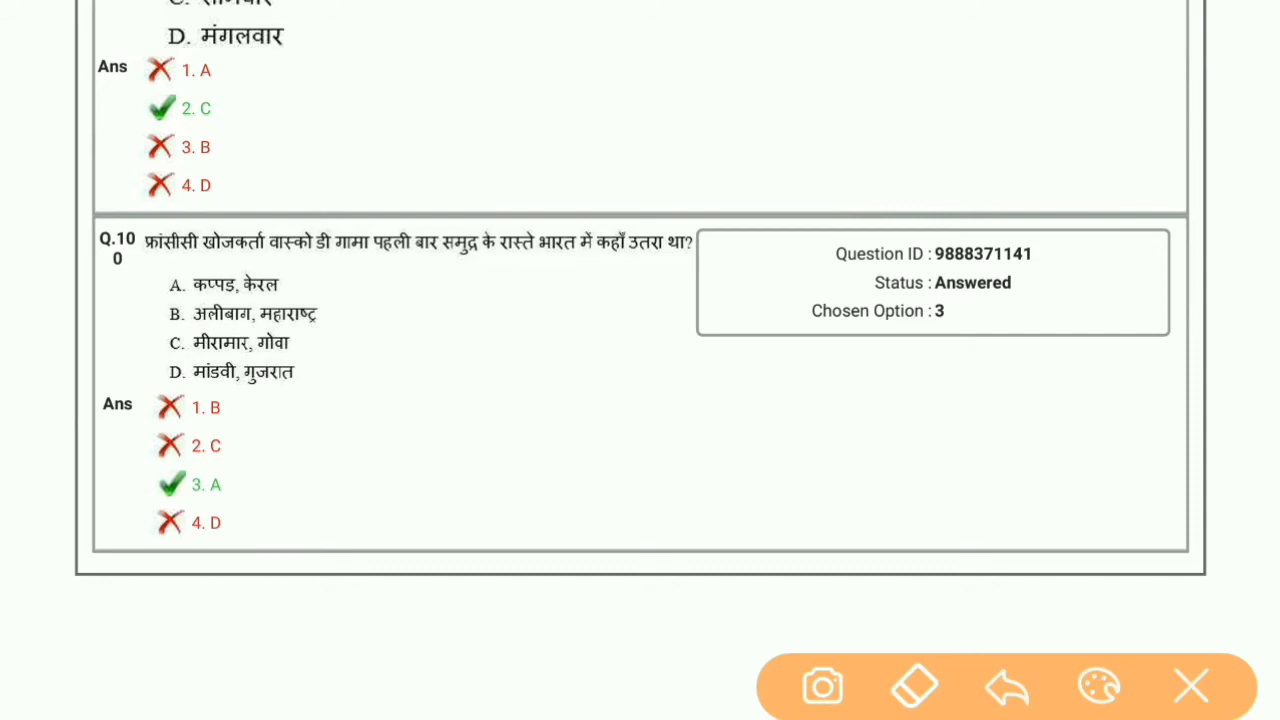 D. मंगलवार
Ans
1. A
2. C
3. B
4. D
Q.10
0
फ्रांसीसी खोजकर्ता वास्को डी गामा पहली बार समुद्र के रास्ते भारत में कहाँ उतरा था?
A. कप्पड, केरल
B. अलीबाग, महाराष्ट्र
C. मीरामार, गोवा
D. मांडवी, गुजरात
Question ID : 9888371141
Status : Answered
Chosen Option : 3
Ans
1. B
2. C
3. A
4. D